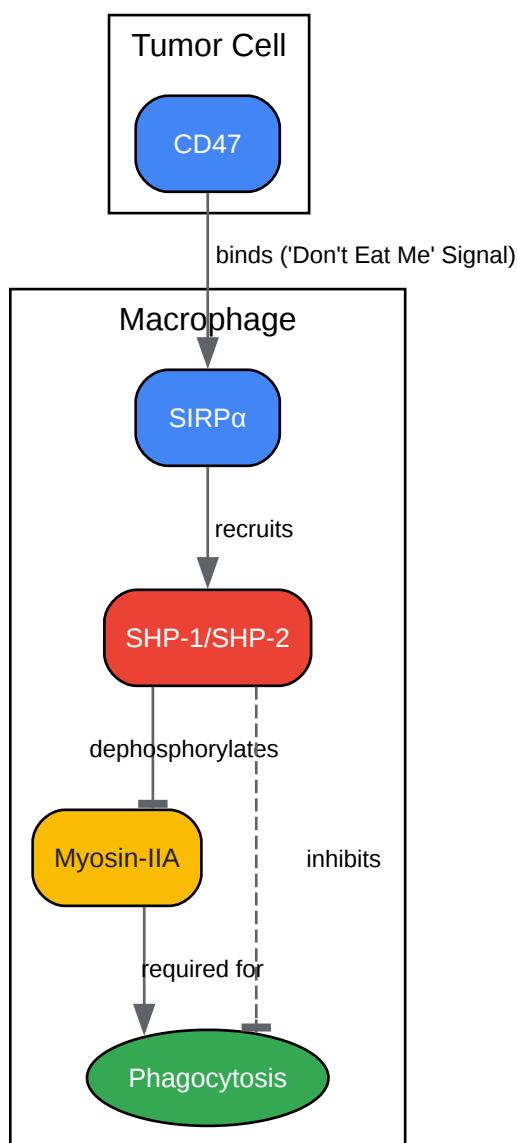 Tumor Cell
CD47
binds ('Don't Eat Me' Signal)
Macrophage
SIRPα
recruits
SHP-1/SHP-2
dephosphorylates
Myosin-IIA
inhibits
required for
Phagocytosis